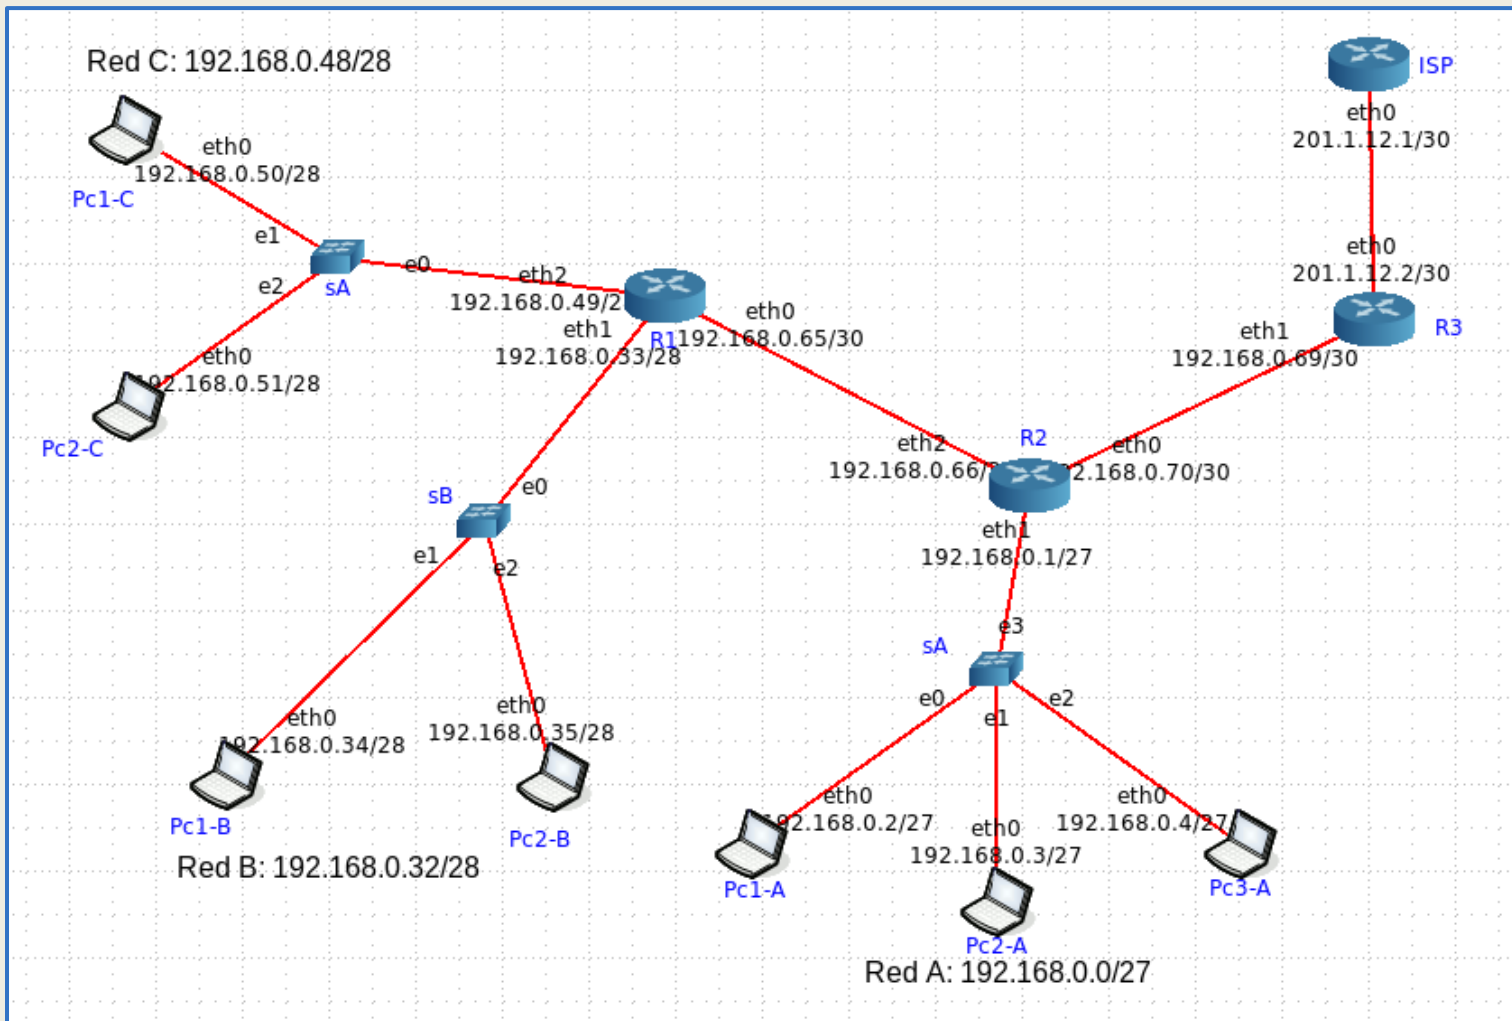 Red C: 192.168.0.48/28
ISP
eth0
201.1.12.1/30
eth0
192.168.0.50/28
Pc1-C
e1
e0
sA
e2
eth2
192.168.0.49/2
eth1
192.168.0.33/28
R1
eth0
192.168.0.65/30
eth0
201.1.12.2/30
R3
eth1
192.168.0.69/30
eth0
192.168.0.51/28
Pc2-C
R2
eth2
192.168.0.66/
eth0
2.168.0.70/30
sB
e0
e1
e2
eth1
192.168.0.1/27
e3
sA
e0
e1
e2
eth0
192.168.0.34/28
Pc1-B
eth0
192.168.0.35/28
Pc2-B
Red B: 192.168.0.32/28
eth0
192.168.0.2/27
Pc1-A
eth0
192.168.0.3/27
Pc2-A
eth0
192.168.0.4/27
Pc3-A
Red A: 192.168.0.0/27